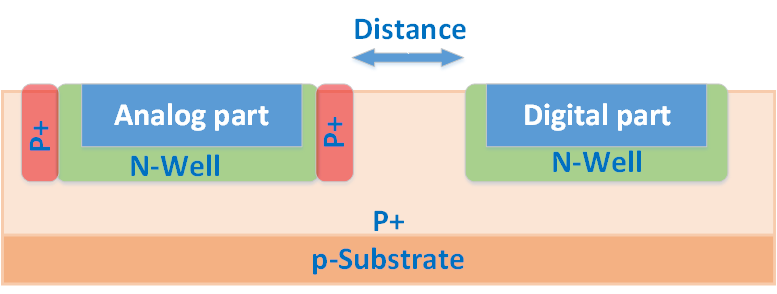 Distance
P+
Analog part
P+
Digital part
N-Well
N-Well
P+
p-Substrate